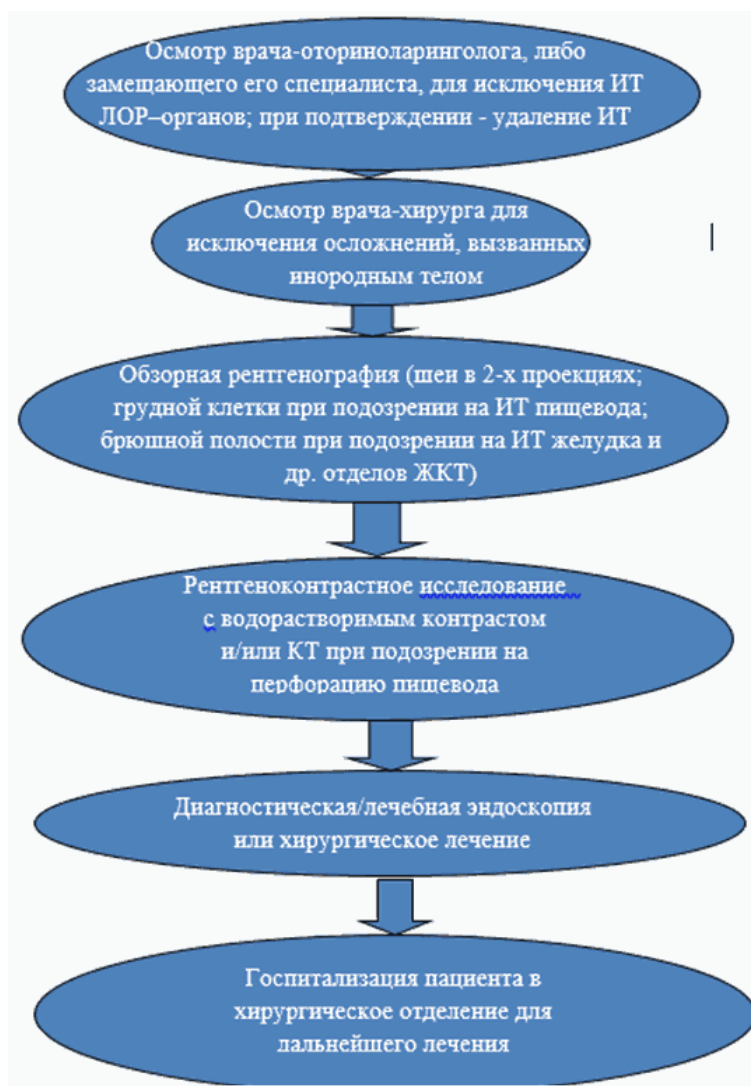 Осмотр врача-оториноларинголога, либо
замещающего его специалиста, для исключения ИТ
ЛОР–органов; при подтверждении - удаление ИТ
Осмотр врача-хирурга для
исключения осложнений, вызванных
инородным телом
Обзорная рентгенография (шеи в 2-х проекциях;
грудной клетки при подозрении на ИТ пищевода;
брюшной полости при подозрении на ИТ желудка и
др. отделов ЖКТ)
Рентгеноконтрастное исследование
с водорастворимым контрастом
и/или КТ при подозрении на
перфорацию пищевода
Диагностическая/лечебная эндоскопия
или хирургическое лечение
Госпитализация пациента в
хирургическое отделение для
дальнейшего лечения